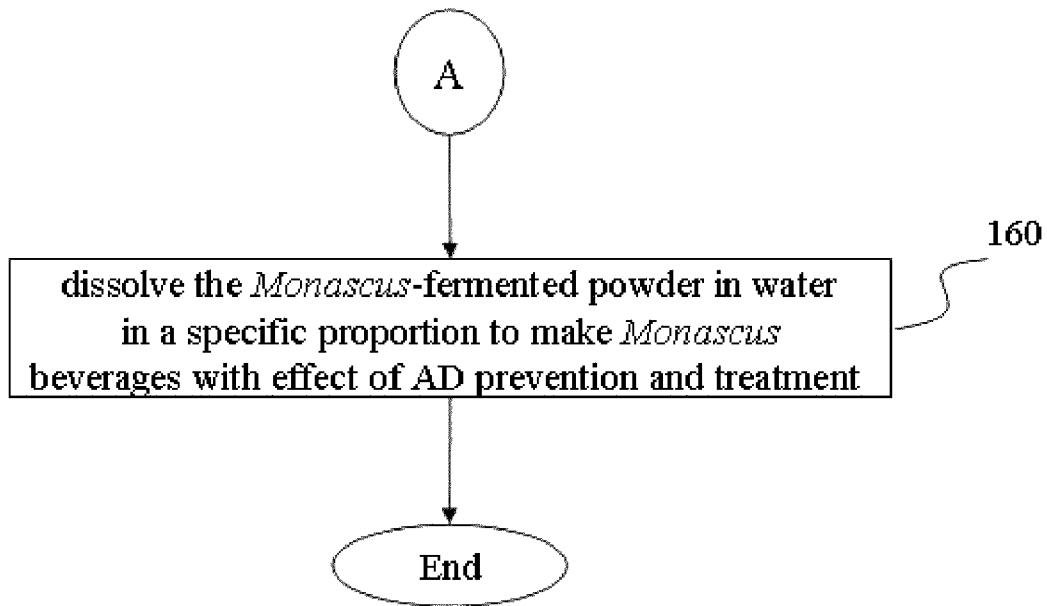 A
160
dissolve the Monascus-fermented powder in water
in a specific proportion to make Monascus
beverages with effect of AD prevention and treatment
End